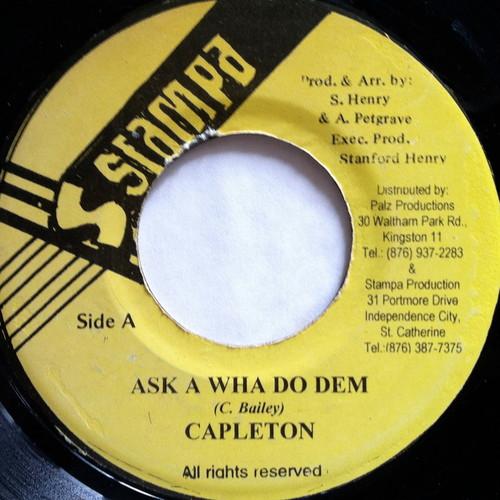 Stampa
Prod. & Arr. by:
S. Henry
& A. Petgrave
Exec. Prod.
Stanford Henry
Distributed by:
Palz Productions
30 Waltham Park Rd.,
Kingston 11
Tel.: (876) 937-2283
&
Stampa Production
31 Portmore Drive
Independence City,
St. Catherine
Tel.:(876) 387-7375
Side A
ASK A WHA DO DEM
(C. Bailey)
CAPLETON
All rights reserved